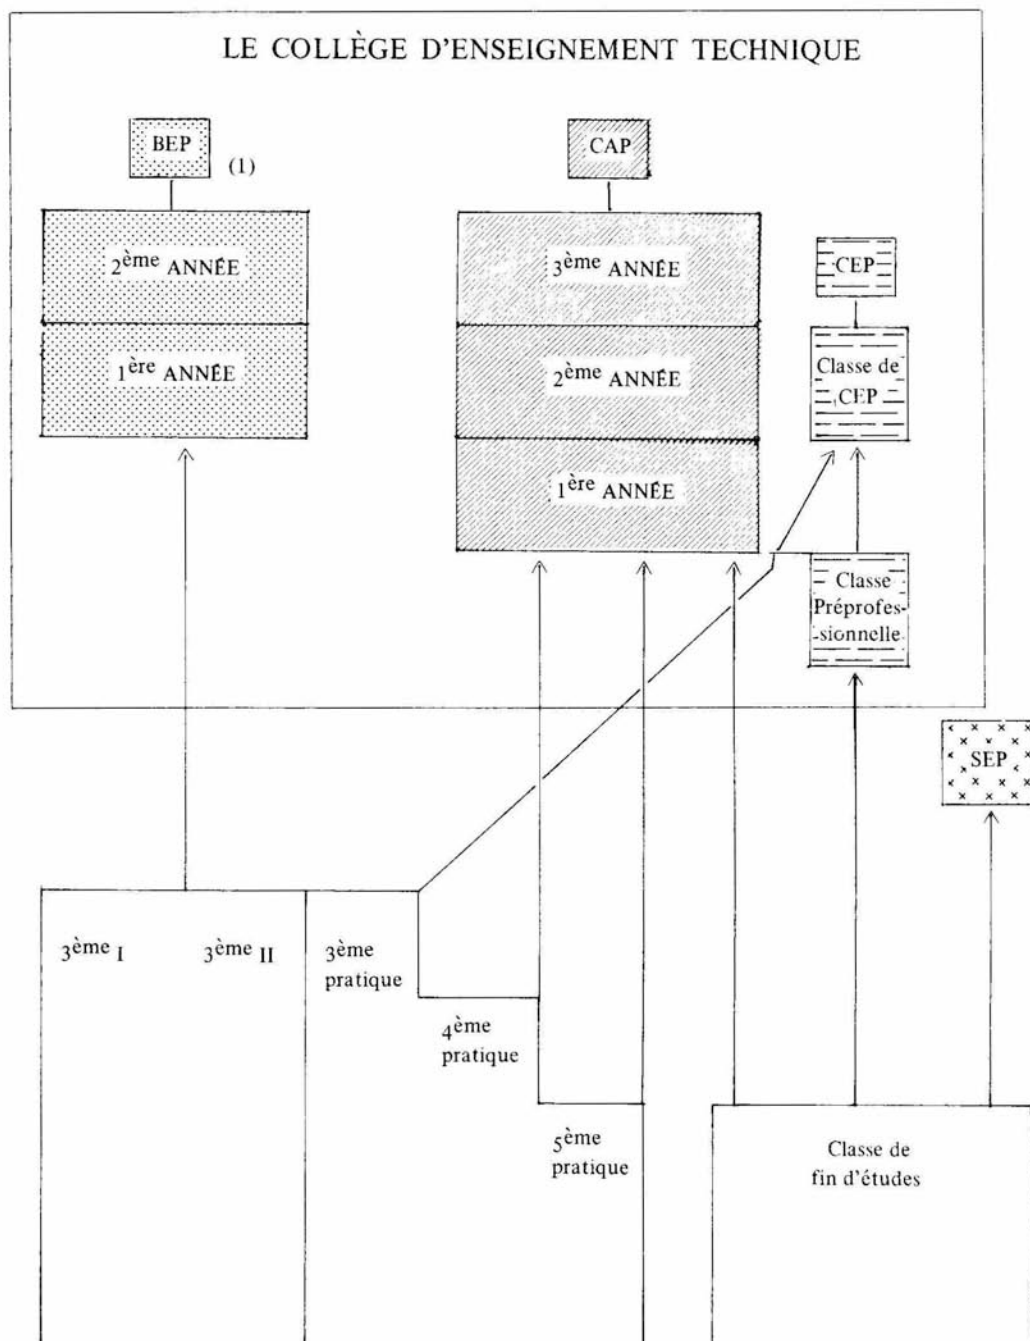 LE COLLÈGE D'ENSEIGNEMENT TECHNIQUE
BEP
(1)
2ème ANNÉE
1ère ANNÉE
CAP
3ème ANNÉE
2ème ANNÉE
1ère ANNÉE
CEP
Classe de
CEP
Classe
Préprofes-
sionnelle
SEP
3ème I
3ème II
3ème
pratique
4ème
pratique
5ème
pratique
Classe de
fin d'études